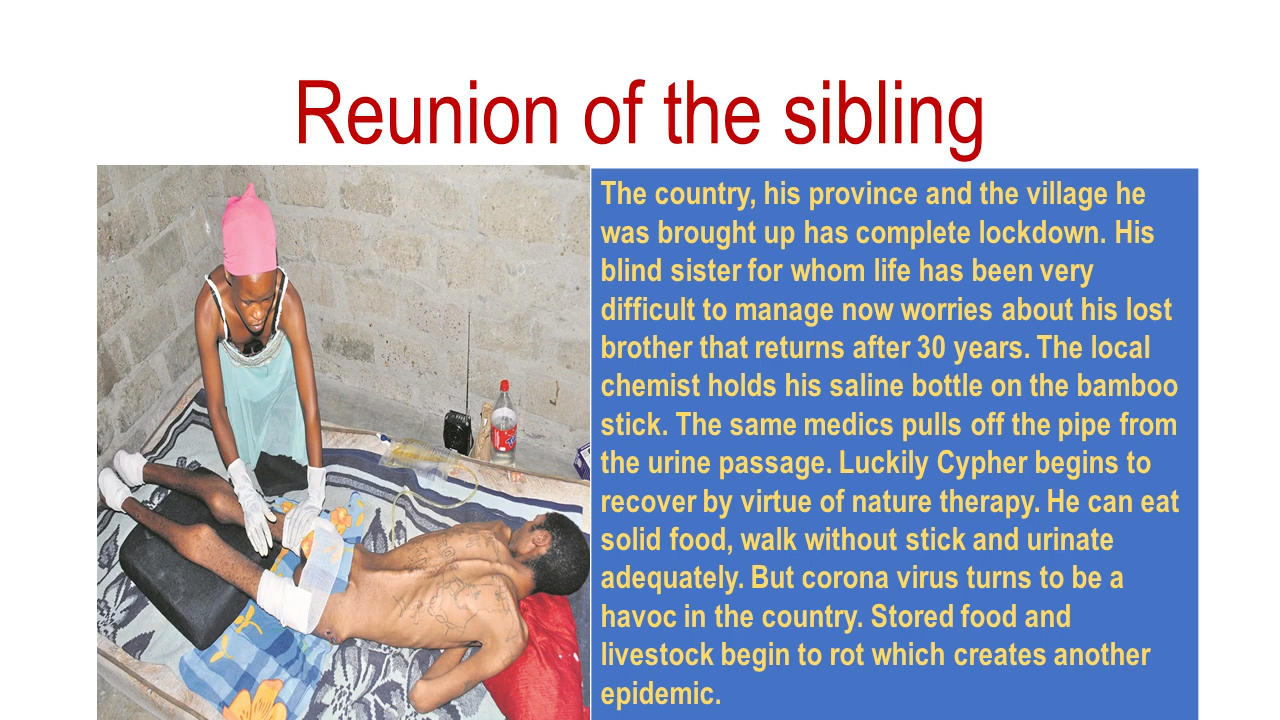 Reunion of the sibling
The country, his province and the village he
was brought up has complete lockdown. His
blind sister for whom life has been very
difficult to manage now worries about his lost
brother that returns after 30 years. The local
chemist holds his saline bottle on the bamboo
stick. The same medics pulls off the pipe from
the urine passage. Luckily Cypher begins to
recover by virtue of nature therapy. He can eat
solid food, walk without stick and urinate
adequately. But corona virus turns to be a
havoc in the country. Stored food and
livestock begin to rot which creates another
epidemic.